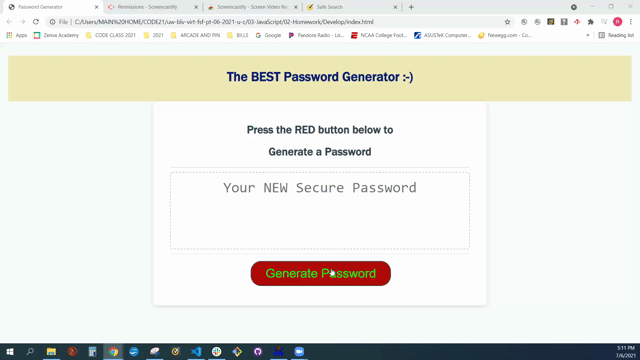 Password Generator
Permissions - Screencastify
Screencastify - Screen Video Re
Safe Search
File
C:/Users/MAIN%20HOME/CODE21/uw-blv-virt-fsf-pt-06-2021-u-c/03-JavaScript/02-Homework/Develop/index.html
Apps
Zenva Academy
CODE CLASS 2021
2021
ARCADE AND PIN
BILLS
Google
Pandora Radio - Lis...
NCAA College Foot...
ASUSTeK Computer...
Newegg.com - Co...
Reading list
The BEST Password Generator :-)
Press the RED button below to
Generate a Password
Your NEW Secure Password
Generate Password
5:11 PM
7/6/2021